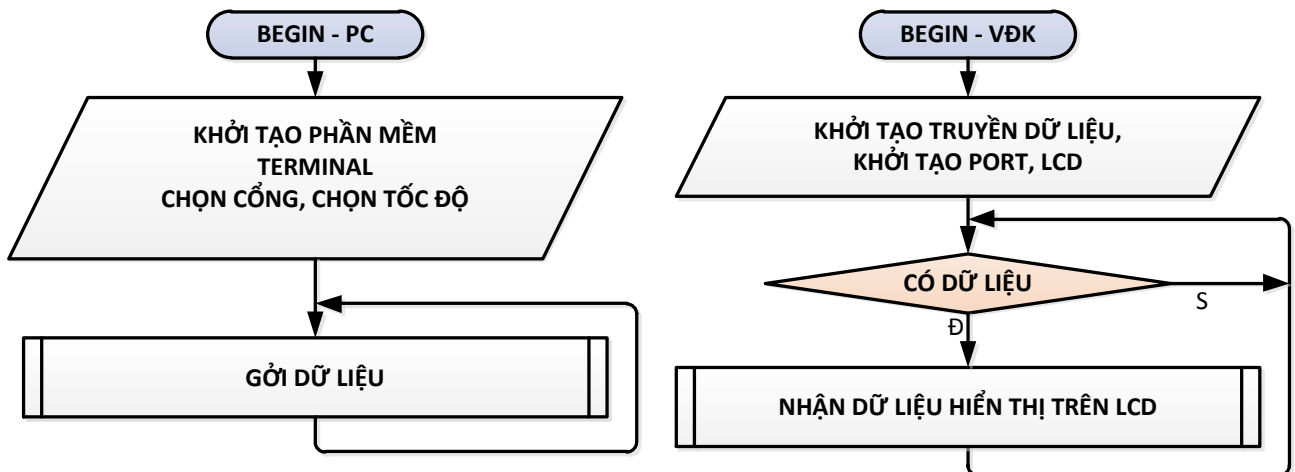 BEGIN - PC
KHỞI TẠO PHẦN MỀM
TERMINAL
CHỌN CỔNG, CHỌN TỐC ĐỘ
GỞI DỮ LIỆU
BEGIN - VĐK
KHỞI TẠO TRUYỀN DỮ LIỆU,
KHỞI TẠO PORT, LCD
CÓ DỮ LIỆU
S
Đ
NHẬN DỮ LIỆU HIỂN THỊ TRÊN LCD